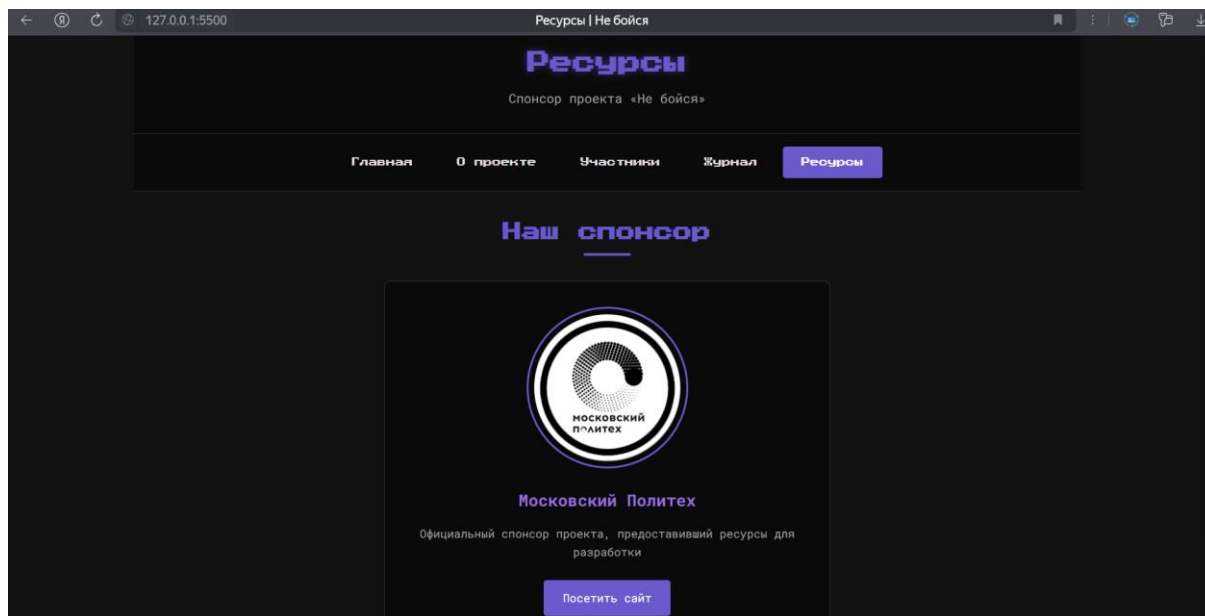 127.0.0.1:5500
Ресурсы | Не бойся
Ресурсы
Спонсор проекта «Не бойся»
Главная О проекте Участники Журнал Ресурсы
Наш спонсор
МОСКОВСКИЙ
ПОЛИТЕХ
Московский Политех
Официальный спонсор проекта, предоставивший ресурсы для
разработки
Посетить сайт